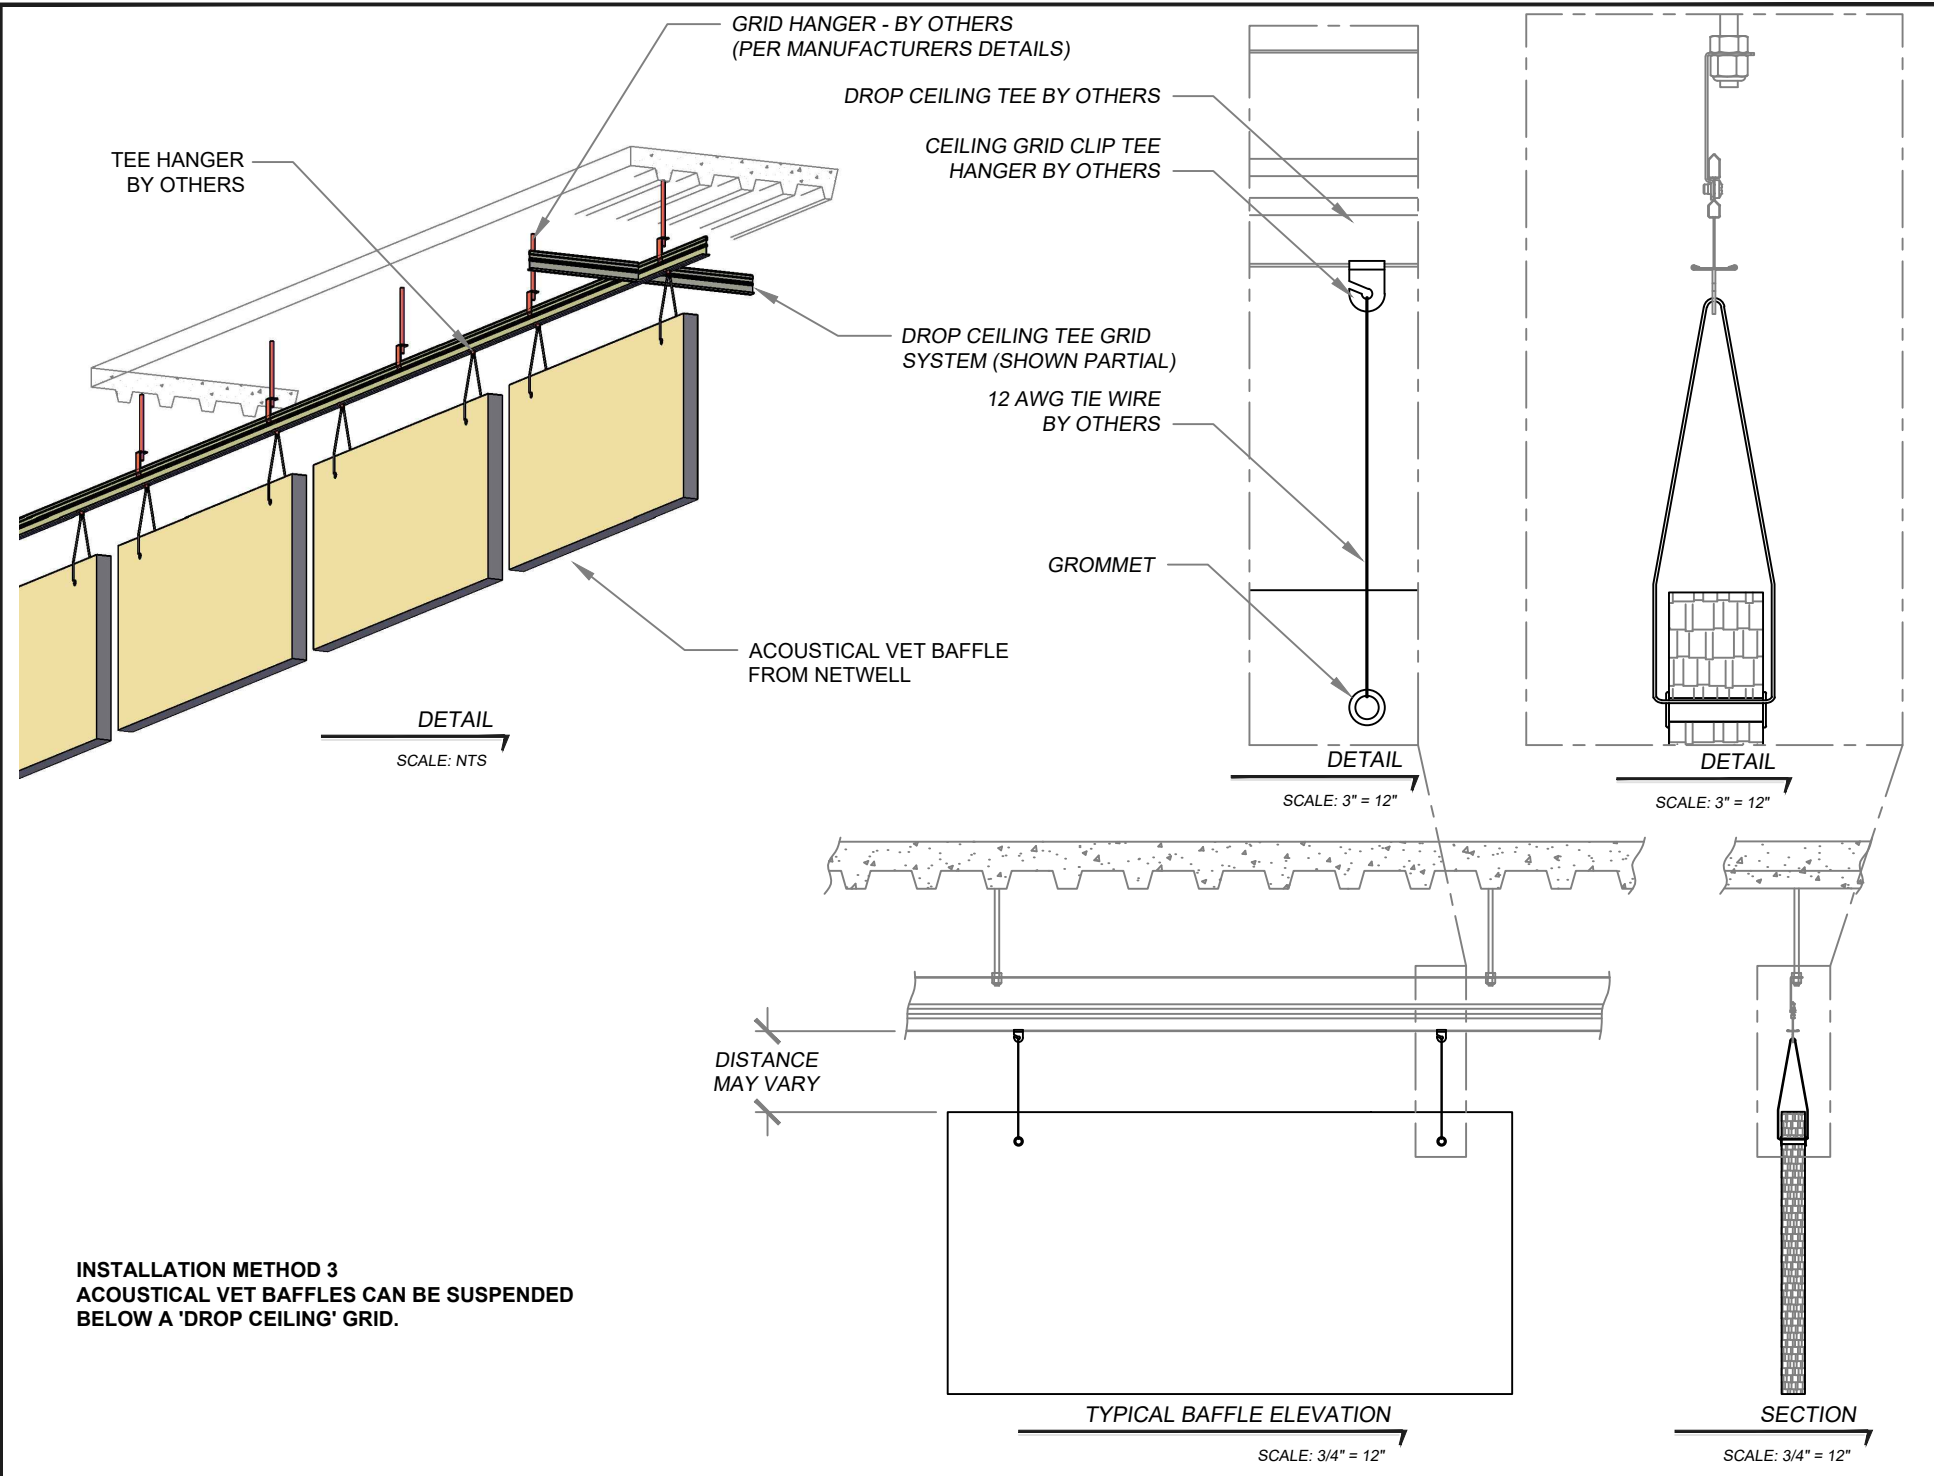 GRID HANGER - BY OTHERS
(PER MANUFACTURERS DETAILS)
DROP CEILING TEE BY OTHERS
CEILING GRID CLIP TEE
HANGER BY OTHERS
TEE HANGER
BY OTHERS
DROP CEILING TEE GRID
SYSTEM (SHOWN PARTIAL)
12 AWG TIE WIRE
BY OTHERS
GROMMET
ACOUSTICAL VET BAFFLE
FROM NETWELL
DETAIL
SCALE: NTS
DETAIL
SCALE: 3" = 12"
DETAIL
SCALE: 3" = 12"
DISTANCE
MAY VARY
INSTALLATION METHOD 3
ACOUSTICAL VET BAFFLES CAN BE SUSPENDED
BELOW A 'DROP CEILING' GRID.
TYPICAL BAFFLE ELEVATION
SCALE: 3/4" = 12"
SECTION
SCALE: 3/4" = 12"